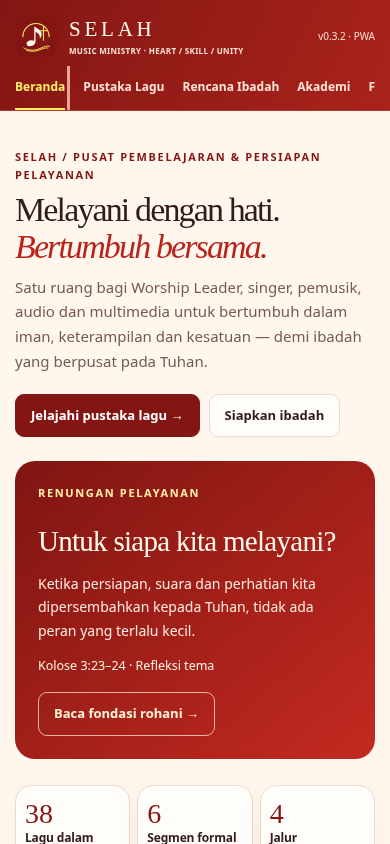 SELAH
MUSIC MINISTRY · HEART / SKILL / UNITY
v0.3.2 · PWA
Beranda Pustaka Lagu Rencana Ibadah Akademi F
SELAH / PUSAT PEMBELAJARAN & PERSIAPAN
PELAYANAN
Melayani dengan hati.
Bertumbuh bersama.
Satu ruang bagi Worship Leader, singer, pemusik,
audio dan multimedia untuk bertumbuh dalam
iman, keterampilan dan kesatuan — demi ibadah
yang berpusat pada Tuhan.
Jelajahi pustaka lagu → Siapkan ibadah
RENUNGAN PELAYANAN
Untuk siapa kita melayani?
Ketika persiapan, suara dan perhatian kita
dipersembahkan kepada Tuhan, tidak ada
peran yang terlalu kecil.
Kolose 3:23–24 · Refleksi tema
Baca fondasi rohani →
38 6 4
Lagu dalam Segmen formal Jalur